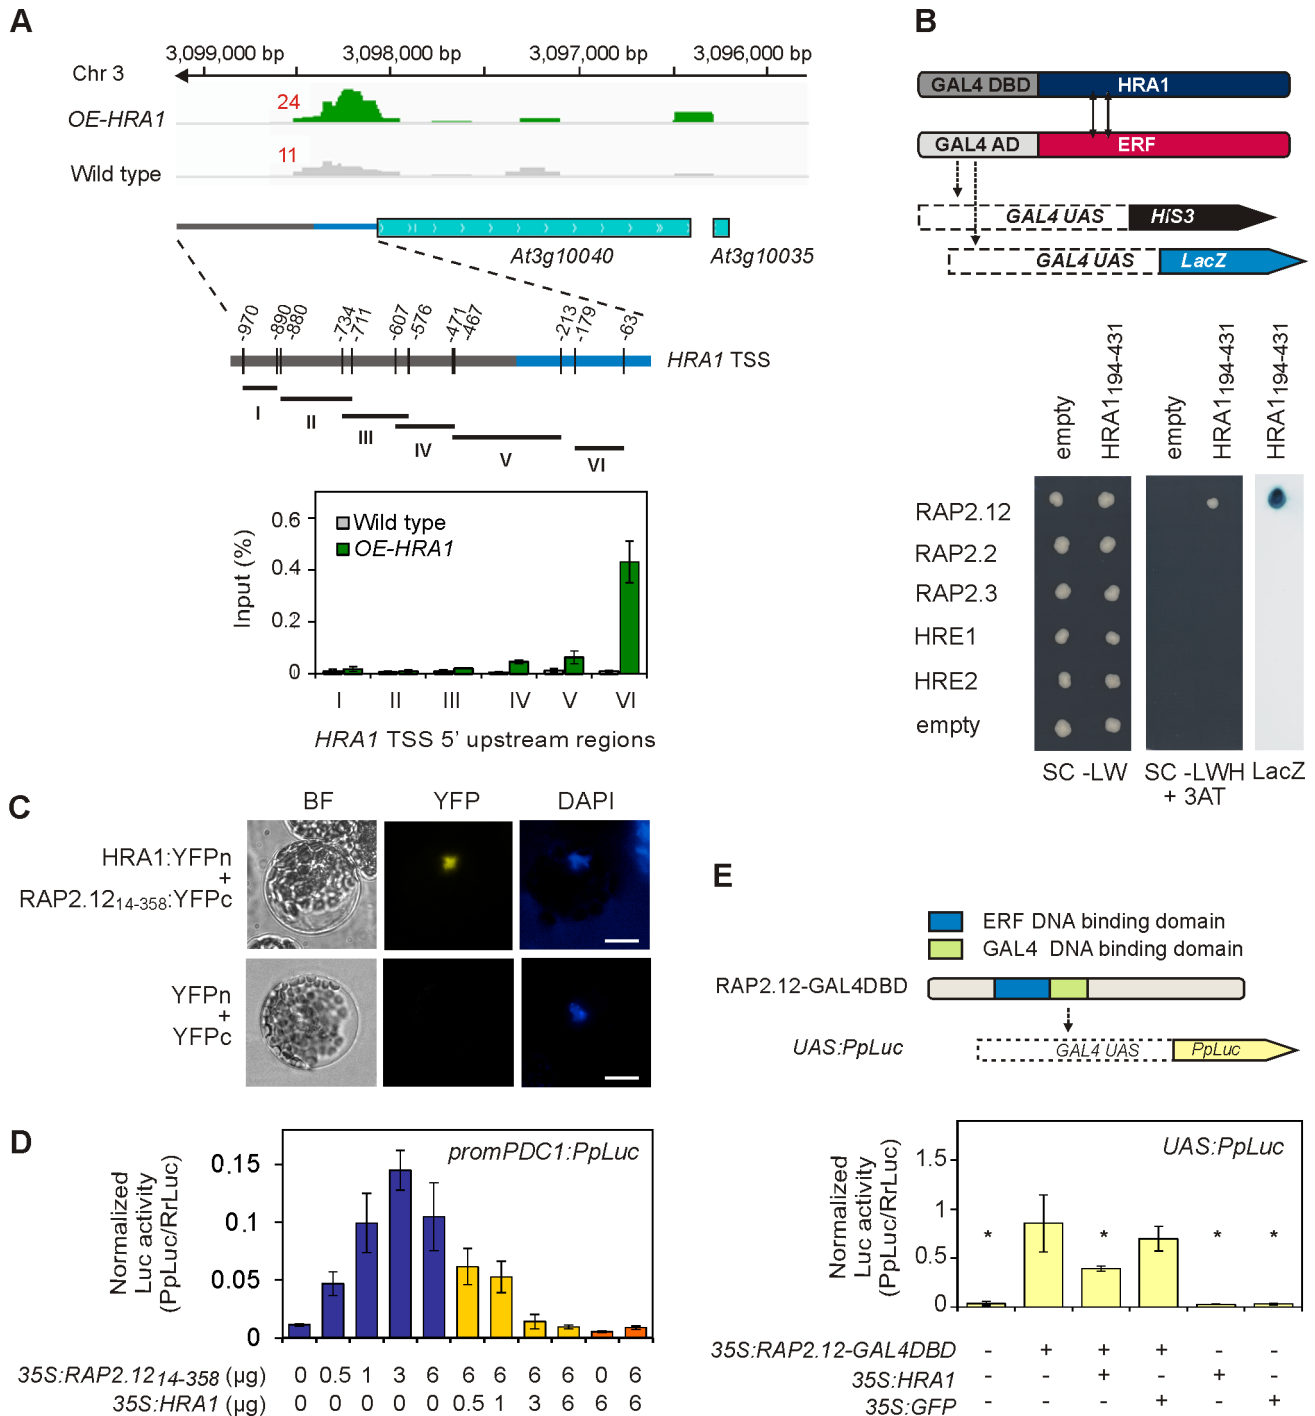 A
3,099,000 bp 3,098,000 bp 3,097,000 bp 3,096,000 bp
Chr 3
24
OE-HRA1
11
Wild type
At3g10040 At3g10035
-970 -890 -880 -734 -711 -607 -576 -471 -467 -213 -179 -63
HRA1 TSS
I II III IV V VI
Input (%)
0.6
0.4
0.2
0
Wild type
OE-HRA1
I II III IV V VI
HRA1 TSS 5' upstream regions
B
GAL4 DBD HRA1
GAL4 AD ERF
GAL4 UAS HiS3
GAL4 UAS LacZ
empty HRA1194-431 empty HRA1194-431 HRA1194-431
RAP2.12
RAP2.2
RAP2.3
HRE1
HRE2
empty
SC -LW SC -LWH + 3AT LacZ
C
BF YFP DAPI
HRA1:YFPn
+
RAP2.1214-358:YFPc
YFPn
+
YFPc
D
promPDC1:PpLuc
Normalized
Luc activity
(PpLuc/RrLuc)
0.15
0.1
0.05
0
35S:RAP2.1214-358 (µg) 0 0.5 1 3 6 6 6 6 6 0 6
35S:HRA1 (µg) 0 0 0 0 0 0.5 1 3 6 6 6
E
ERF DNA binding domain
GAL4 DNA binding domain
RAP2.12-GAL4DBD
UAS:PpLuc GAL4 UAS PpLuc
UAS:PpLuc
Normalized
Luc activity
(PpLuc/RrLuc)
1.5
1
0.5
0
* * * *
35S:RAP2.12-GAL4DBD - + + + - -
35S:HRA1 - - + - + -
35S:GFP - - - + - +